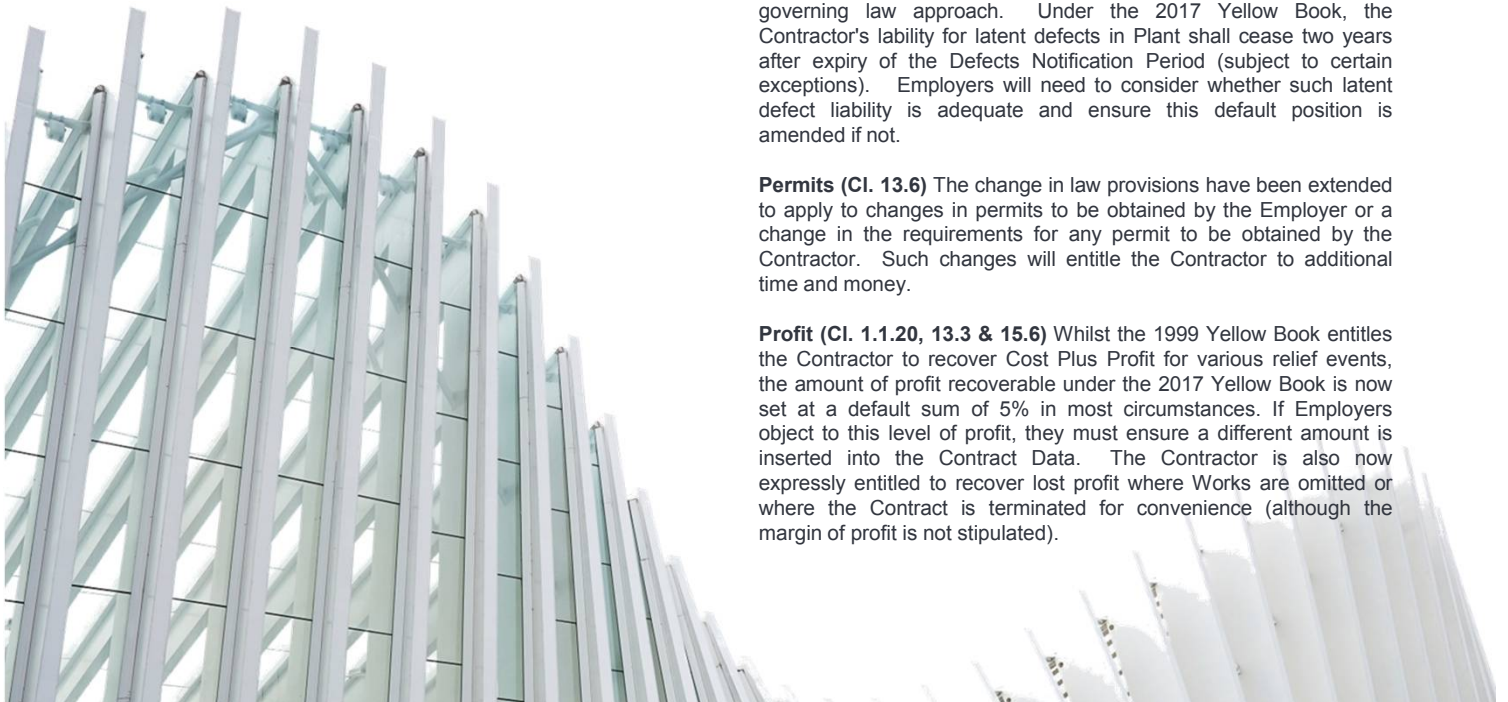 governing law approach. Under the 2017 Yellow Book, the
Contractor's lability for latent defects in Plant shall cease two years
after expiry of the Defects Notification Period (subject to certain
exceptions). Employers will need to consider whether such latent
defect liability is adequate and ensure this default position is
amended if not.
Permits (Cl. 13.6) The change in law provisions have been extended
to apply to changes in permits to be obtained by the Employer or a
change in the requirements for any permit to be obtained by the
Contractor. Such changes will entitle the Contractor to additional
time and money.
Profit (Cl. 1.1.20, 13.3 & 15.6) Whilst the 1999 Yellow Book entitles
the Contractor to recover Cost Plus Profit for various relief events,
the amount of profit recoverable under the 2017 Yellow Book is now
set at a default sum of 5% in most circumstances. If Employers
object to this level of profit, they must ensure a different amount is
inserted into the Contract Data. The Contractor is also now
expressly entitled to recover lost profit where Works are omitted or
where the Contract is terminated for convenience (although the
margin of profit is not stipulated).